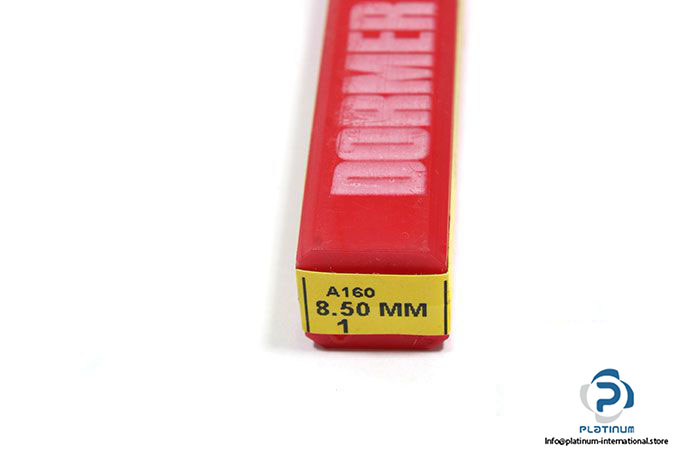 DORMER
A160
8.50 MM
1
PLATINUM
Info@platinum-international.store